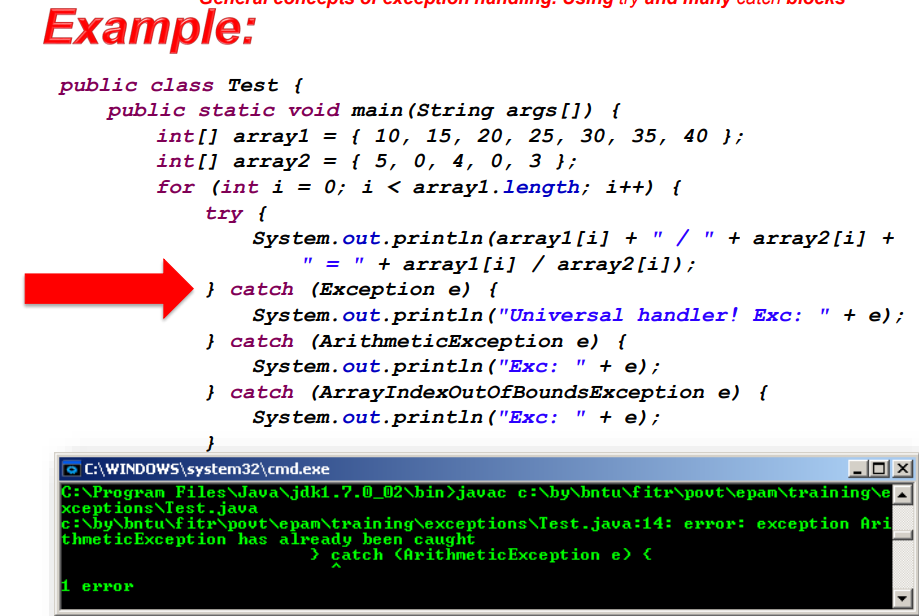 General concepts of exception handling. Using try and many catch blocks
Example:
public class Test {
public static void main(String args[]) {
int[] array1 = { 10, 15, 20, 25, 30, 35, 40 };
int[] array2 = { 5, 0, 4, 0, 3 };
for (int i = 0; i < array1.length; i++) {
try {
System.out.println(array1[i] + " / " + array2[i] +
" = " + array1[i] / array2[i]);
} catch (Exception e) {
System.out.println("Universal handler! Exc: " + e);
} catch (ArithmeticException e) {
System.out.println("Exc: " + e);
} catch (ArrayIndexOutOfBoundsException e) {
System.out.println("Exc: " + e);
}
C:\WINDOWS\system32\cmd.exe
C:\Program Files\Java\jdk1.7.0_02\bin>javac c:\by\bntu\fitr\povt\epam\training\e
xceptions\Test.java
c:\by\bntu\fitr\povt\epam\training\exceptions\Test.java:14: error: exception Ari
thmeticException has already been caught
} catch (ArithmeticException e) {
^
1 error